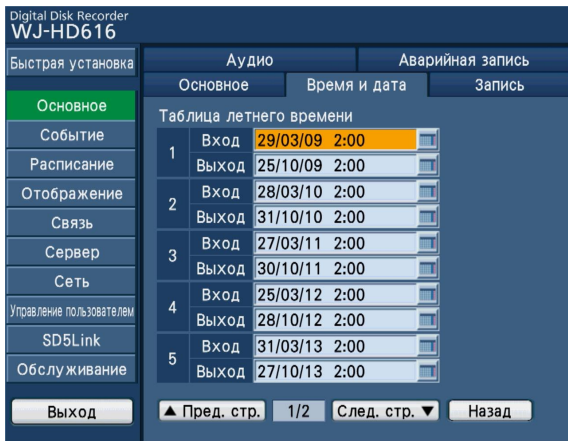 Digital Disk Recorder
WJ-HD616
Быстрая установка
Основное
Событие
Расписание
Отображение
Связь
Сервер
Сеть
Управление пользователем
SD5Link
Обслуживание
Выход
Аудио Аварийная запись
Основное Время и дата Запись
Таблица летнего времени
1 Вход 29/03/09 2:00
Выход 25/10/09 2:00
2 Вход 28/03/10 2:00
Выход 31/10/10 2:00
3 Вход 27/03/11 2:00
Выход 30/10/11 2:00
4 Вход 25/03/12 2:00
Выход 28/10/12 2:00
5 Вход 31/03/13 2:00
Выход 27/10/13 2:00
▲ Пред. стр. 1/2 След. стр. ▼ Назад